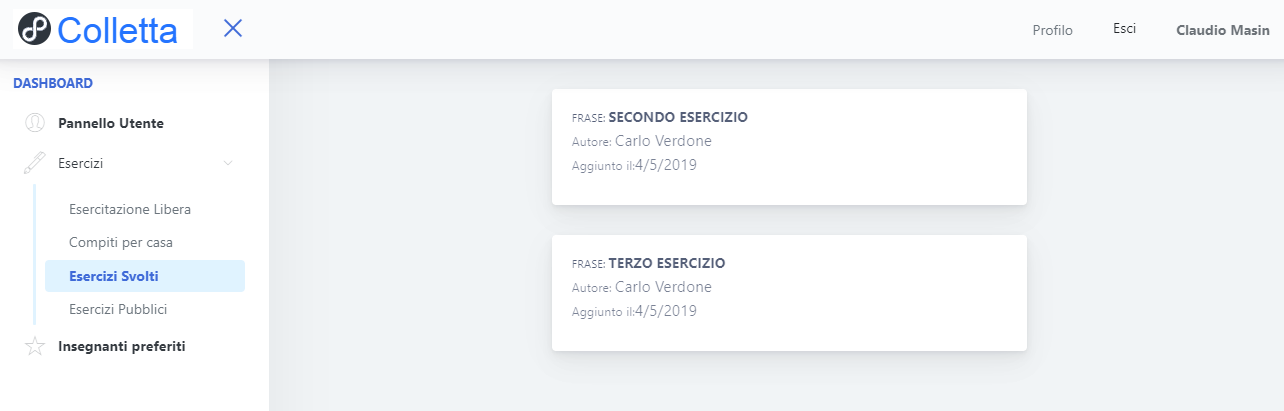 Colletta
Profilo
Esci
Claudio Masin
DASHBOARD
Pannello Utente
Esercizi
Esercitazione Libera
Compiti per casa
Esercizi Svolti
Esercizi Pubblici
Insegnanti preferiti
FRASE: SECONDO ESERCIZIO
Autore: Carlo Verdone
Aggiunto il:4/5/2019
FRASE: TERZO ESERCIZIO
Autore: Carlo Verdone
Aggiunto il:4/5/2019